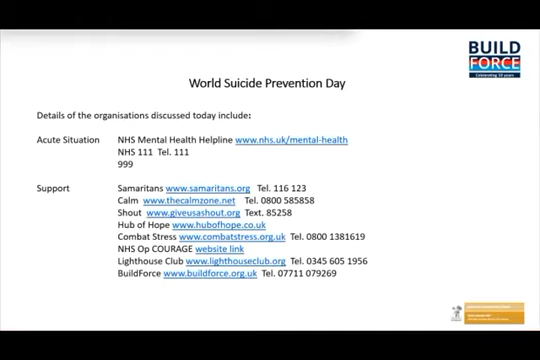 BUILD
FORCE
Celebrating 10 years
World Suicide Prevention Day
Details of the organisations discussed today include:
Acute Situation NHS Mental Health Helpline www.nhs.uk/mental-health
NHS 111 Tel. 111
999
Support Samaritans www.samaritans.org Tel. 116 123
Calm www.thecalmzone.net Tel. 0800 585858
Shout www.giveusashout.org Text. 85258
Hub of Hope www.hubofhope.co.uk
Combat Stress www.combatstress.org.uk Tel. 0800 1381619
NHS Op COURAGE website link
Lighthouse Club www.lighthouseclub.org Tel. 0345 605 1956
BuildForce www.buildforce.org.uk Tel. 07711 079269